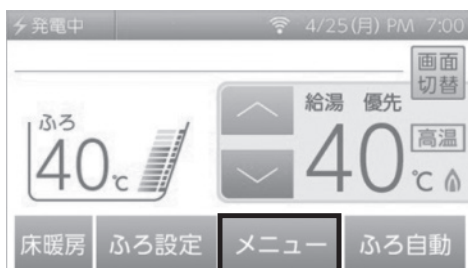 発電中 4/25(月) PM 7:00
画面
切替
給湯 優先
ふろ
40℃
40℃
高温
床暖房 ふろ設定 メニュー ふろ自動